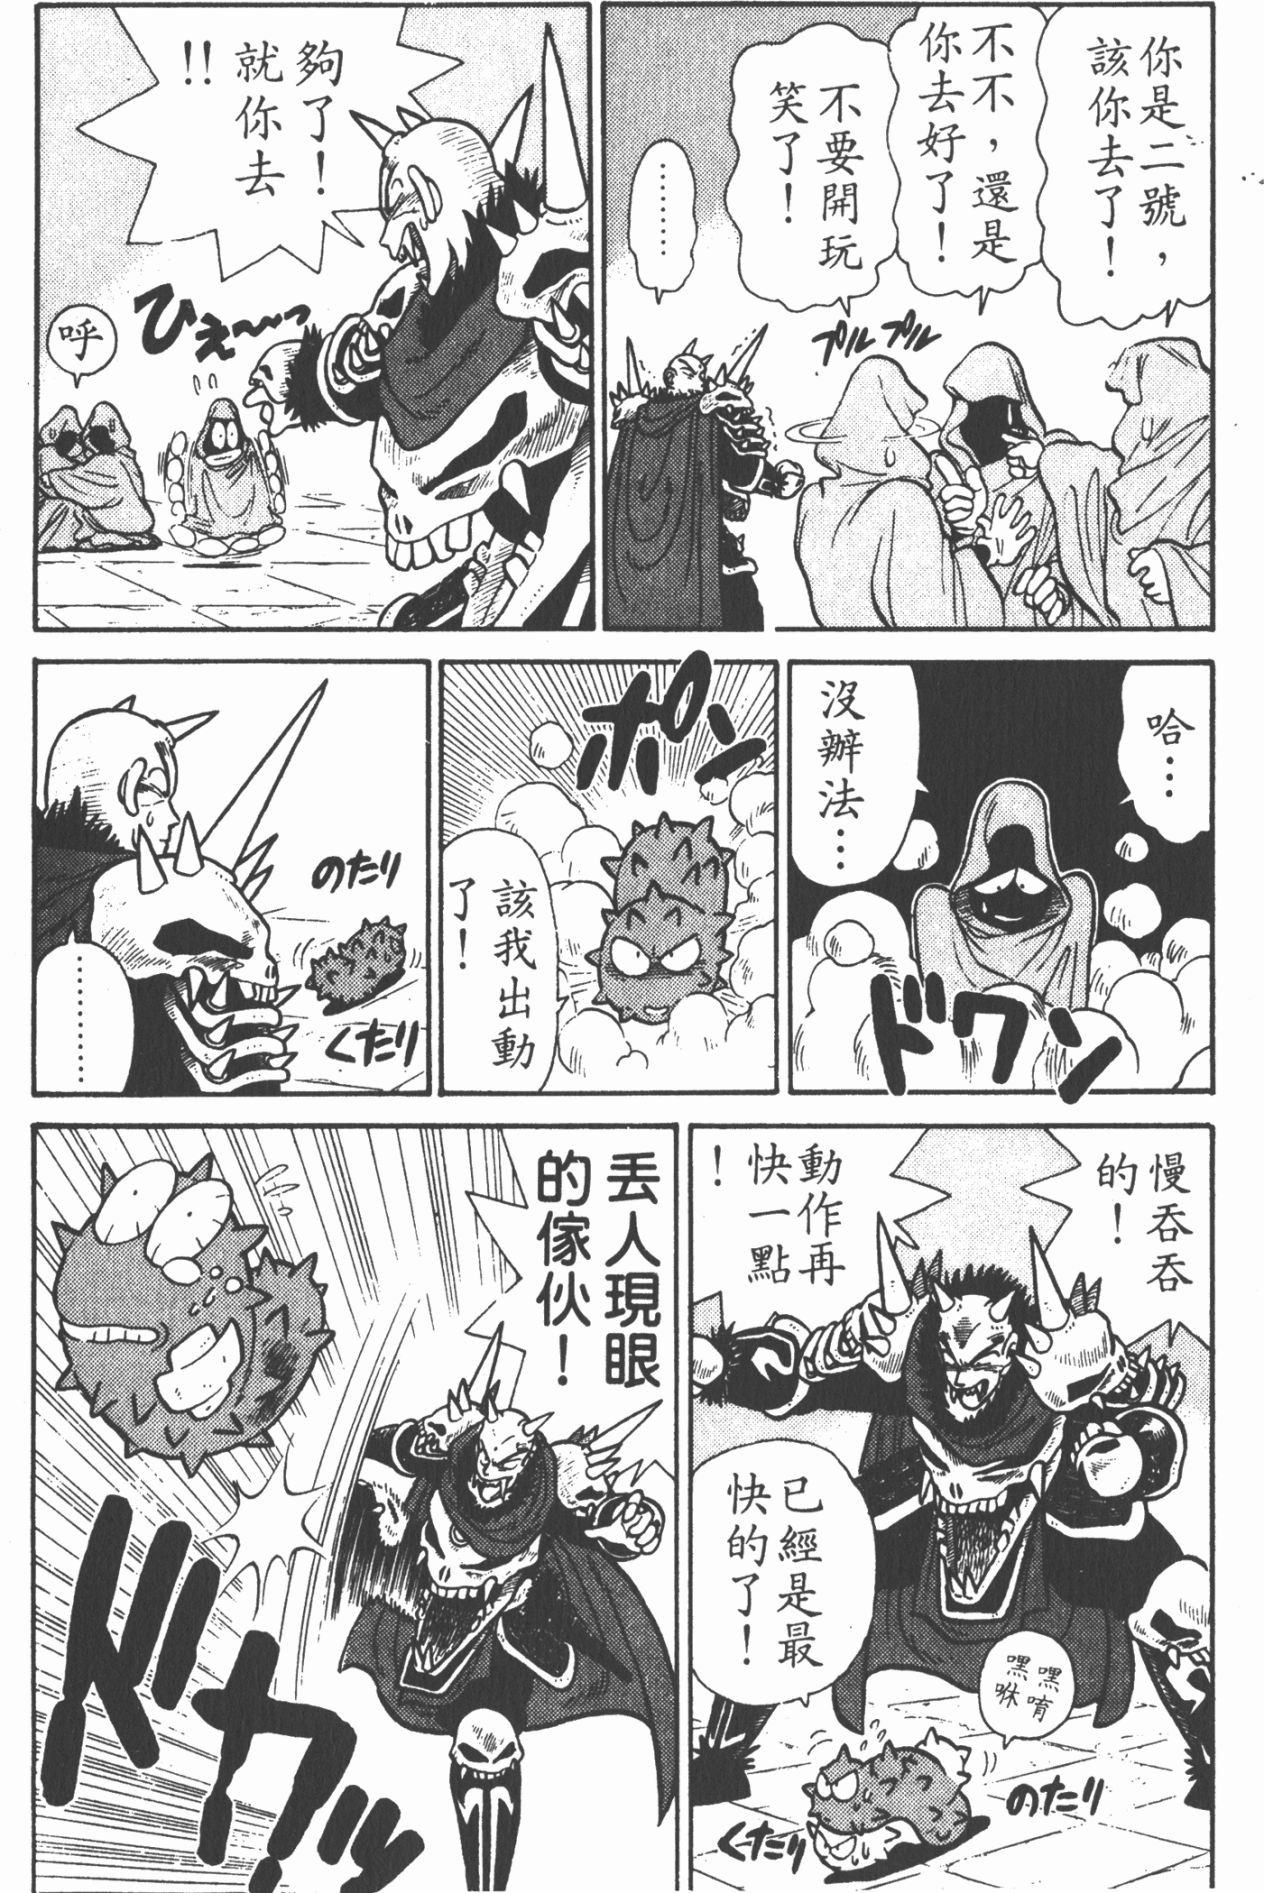 你是二號，
該你去了！
不不，還是
你去好了！
不要開玩
笑了！
………
プルプル
夠了！
就你去
！！
ひえ〜〜っ
呼
哈…
沒辦法…
ドワン
ポン
該我出動
了！
のたり
くたり
………
慢吞吞
的！
動作再
快一點
！
已經是最
快的了！
嘿唷
嘿咻
のたり
くたり
丟人現眼
的傢伙！
ドカッ